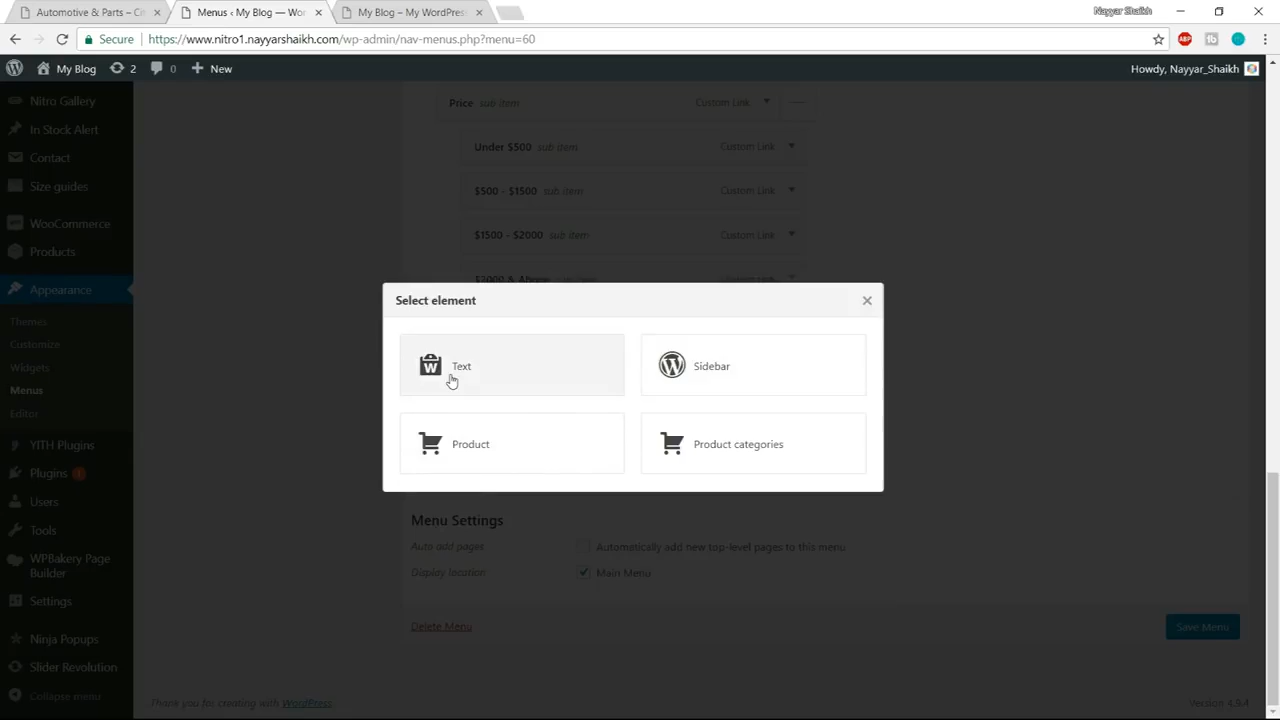 Automotive & Parts – Ci
Menus ‹ My Blog — Wor
My Blog – My WordPress
Nayyar Shaikh
Secure
https://www.nitro1.nayyarshaikh.com/wp-admin/nav-menus.php?menu=60
My Blog
2
0
New
Howdy, Nayyar_Shaikh
Nitro Gallery
In Stock Alert
Contact
Size guides
WooCommerce
Products
Appearance
Themes
Customize
Widgets
Menus
Editor
YITH Plugins
Plugins 1
Users
Tools
WPBakery Page
Builder
Settings
Ninja Popups
Slider Revolution
Collapse menu
Price sub item Custom Link
Under $500 sub item Custom Link
$500 - $1500 sub item Custom Link
$1500 - $2000 sub item Custom Link
$2000 & Above sub item Custom Link
Select element
Text
Sidebar
Product
Product categories
Menu Settings
Auto add pages Automatically add new top-level pages to this menu
Display location Main Menu
Delete Menu
Save Menu
Thank you for creating with WordPress.
Version 4.9.4